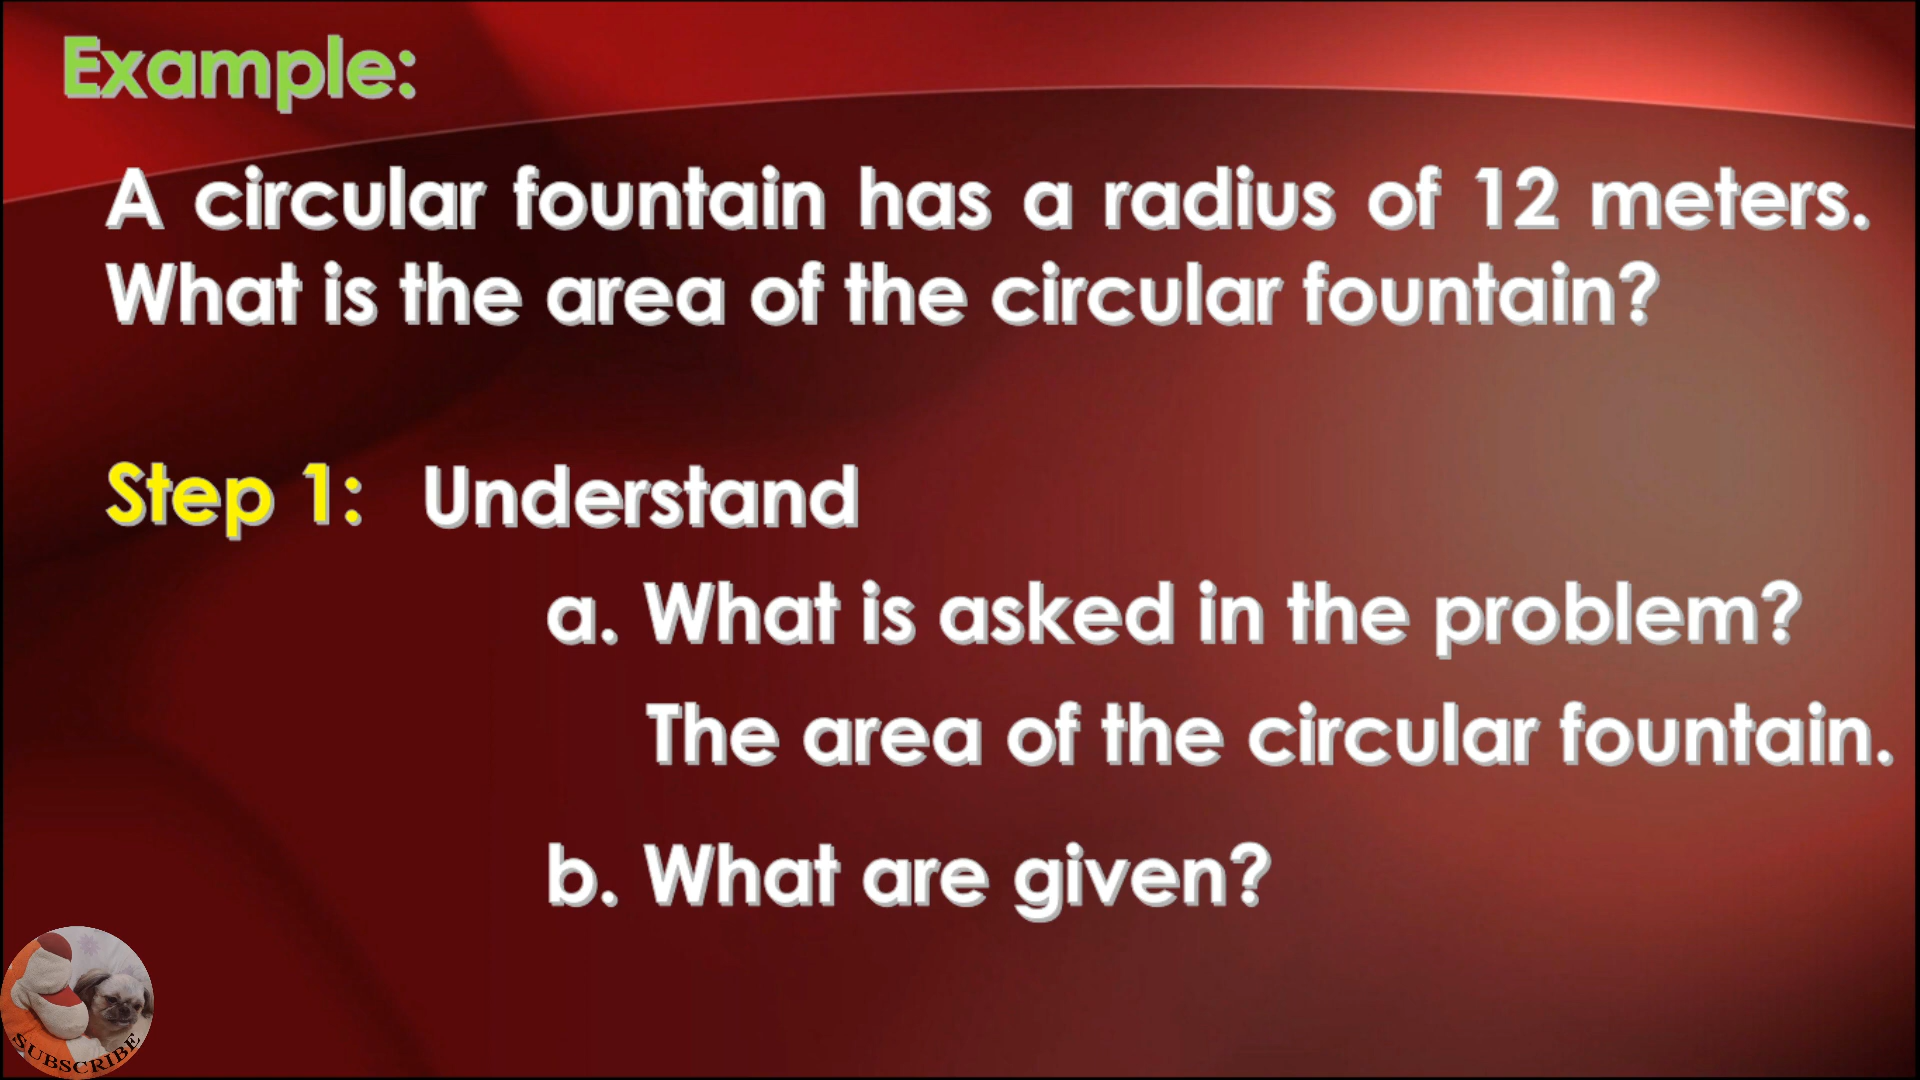 Example:
A circular fountain has a radius of 12 meters.
What is the area of the circular fountain?
Step 1: Understand
a. What is asked in the problem?
The area of the circular fountain.
b. What are given?
SUBSCRIBE